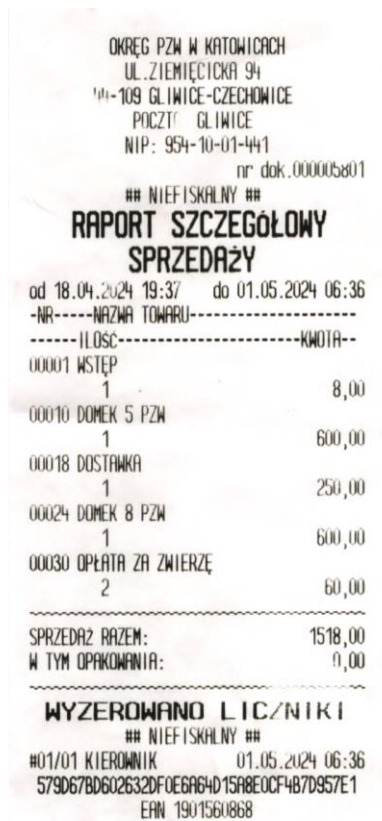 OKRĘG PZW W KATOWICACH
UL.ZIEMIĘCICKA 94
44-109 GLIWICE-CZECHOWICE
POCZT GLIWICE
NIP: 954-10-01-441
nr dok.000005801
## NIEFISKALNY ##
RAPORT SZCZEGÓŁOWY
SPRZEDAŻY
od 18.04.2024 19:37 do 01.05.2024 06:36
-NR-----NAZWA TOWARU--------------------
------ILOŚĆ----------------------KWOTA--
00001 WSTĘP
1 8,00
00010 DOMEK 5 PZW
1 600,00
00018 DOSTAWKA
1 250,00
00024 DOMEK 8 PZW
1 600,00
00030 OPŁATA ZA ZWIERZĘ
2 60,00
SPRZEDAŻ RAZEM: 1518,00
W TYM OPAKOWANIA: 0,00
WYZEROWANO LICZNIKI
## NIEFISKALNY ##
#01/01 KIEROWNIK 01.05.2024 06:36
579D67BD602632DF0E6A64D15A8E0CF4B7D957E1
EAN 1901560868